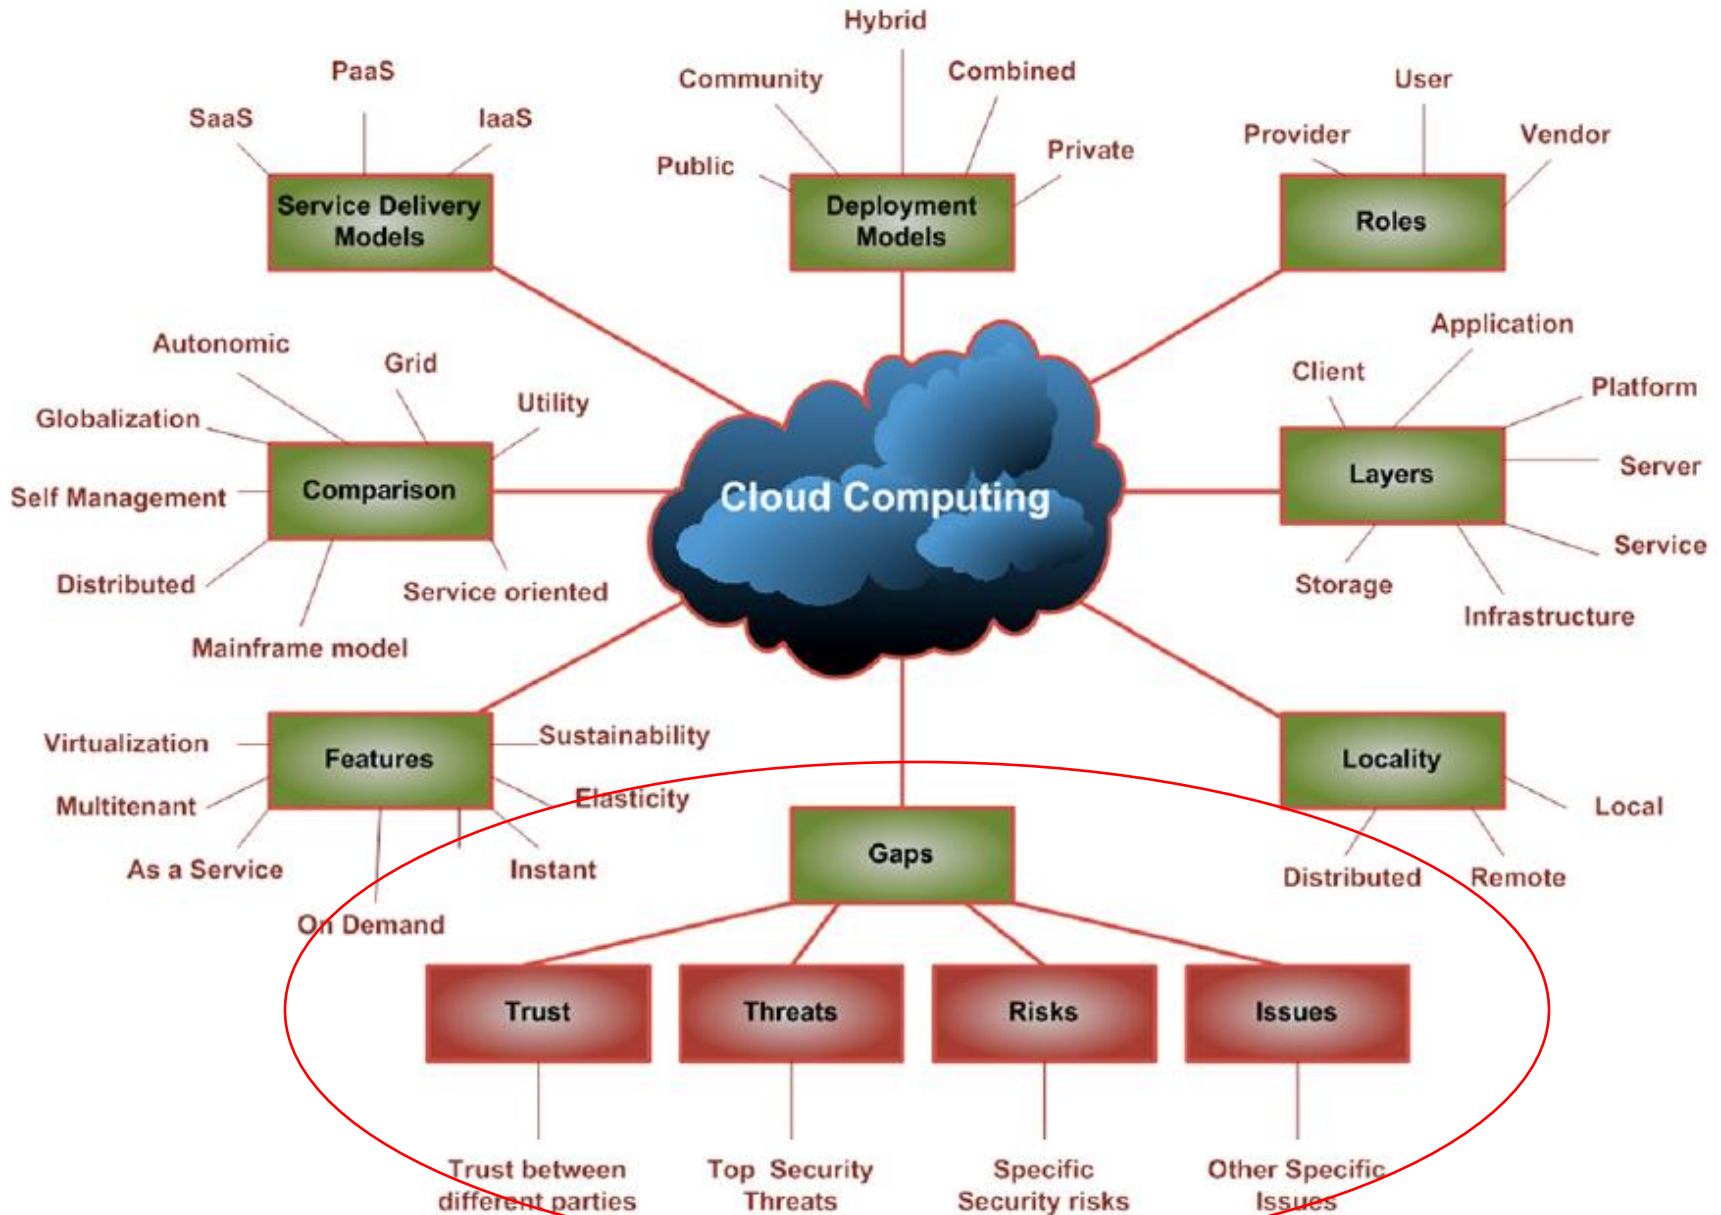 Hybrid
PaaS
Community
Combined
User
SaaS
IaaS
Provider
Vendor
Public
Private
Service Delivery
Models
Deployment
Models
Roles
Autonomic
Grid
Utility
Globalization
Comparison
Self Management
Distributed
Service oriented
Mainframe model
Cloud Computing
Application
Client
Platform
Layers
Server
Service
Storage
Infrastructure
Virtualization
Features
Sustainability
Multitenant
Elasticity
As a Service
Instant
On Demand
Locality
Local
Distributed
Remote
Gaps
Trust
Threats
Risks
Issues
Trust between
different parties
Top Security
Threats
Specific
Security risks
Other Specific
Issues